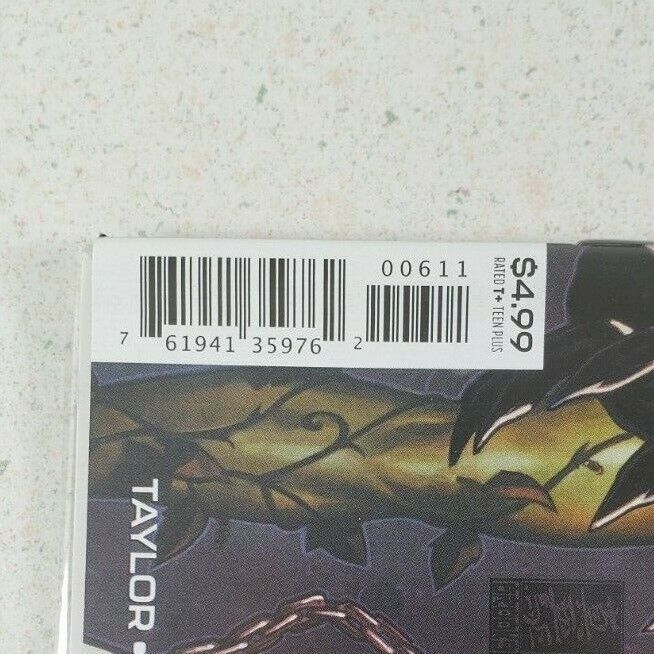 00611
7 61941 35976 2
$4.99
RATED T+ TEEN PLUS
TAYLOR •